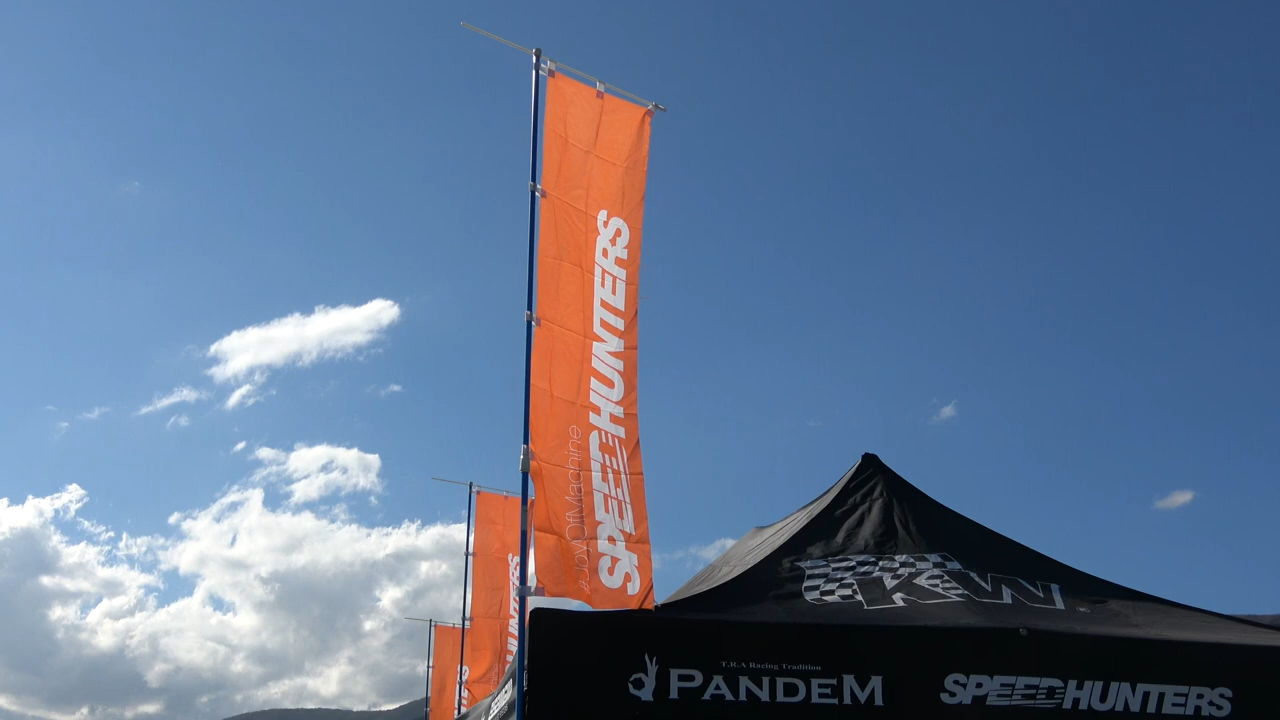 SPEEDHUNTERS
#JoyOfMachine
KW
T.R.A Racing Tradition
PANDEM
SPEEDHUNTERS